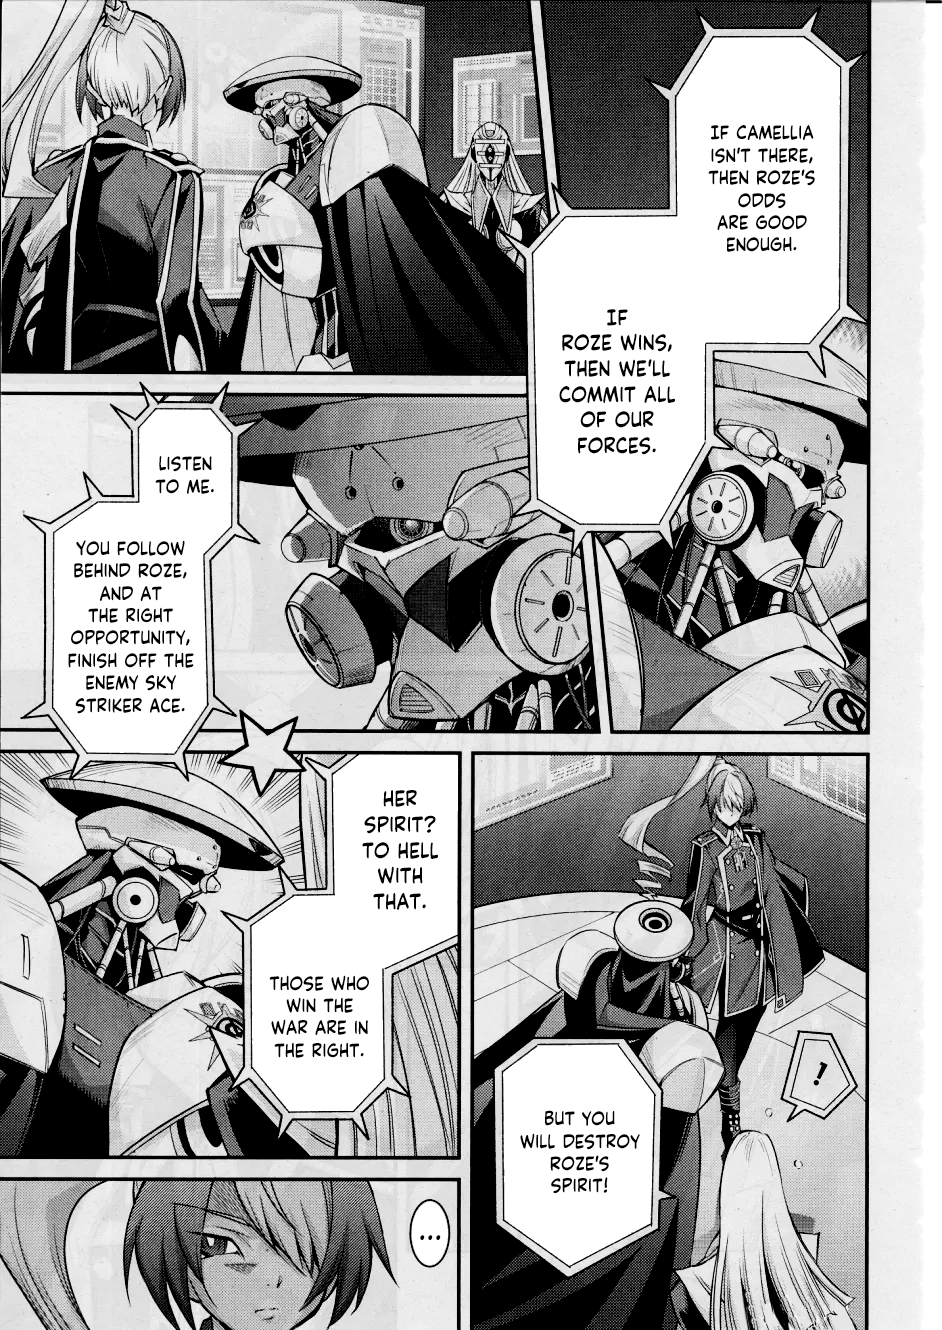 IF CAMELLIA
ISN'T THERE,
THEN ROZE'S
ODDS
ARE GOOD
ENOUGH.
IF
ROZE WINS,
THEN WE'LL
COMMIT ALL
OF OUR
FORCES.
LISTEN
TO ME.
YOU FOLLOW
BEHIND ROZE,
AND AT
THE RIGHT
OPPORTUNITY,
FINISH OFF THE
ENEMY SKY
STRIKER ACE.
!
BUT YOU
WILL DESTROY
ROZE'S
SPIRIT!
HER
SPIRIT?
TO HELL
WITH
THAT.
THOSE WHO
WIN THE
WAR ARE IN
THE RIGHT.
...